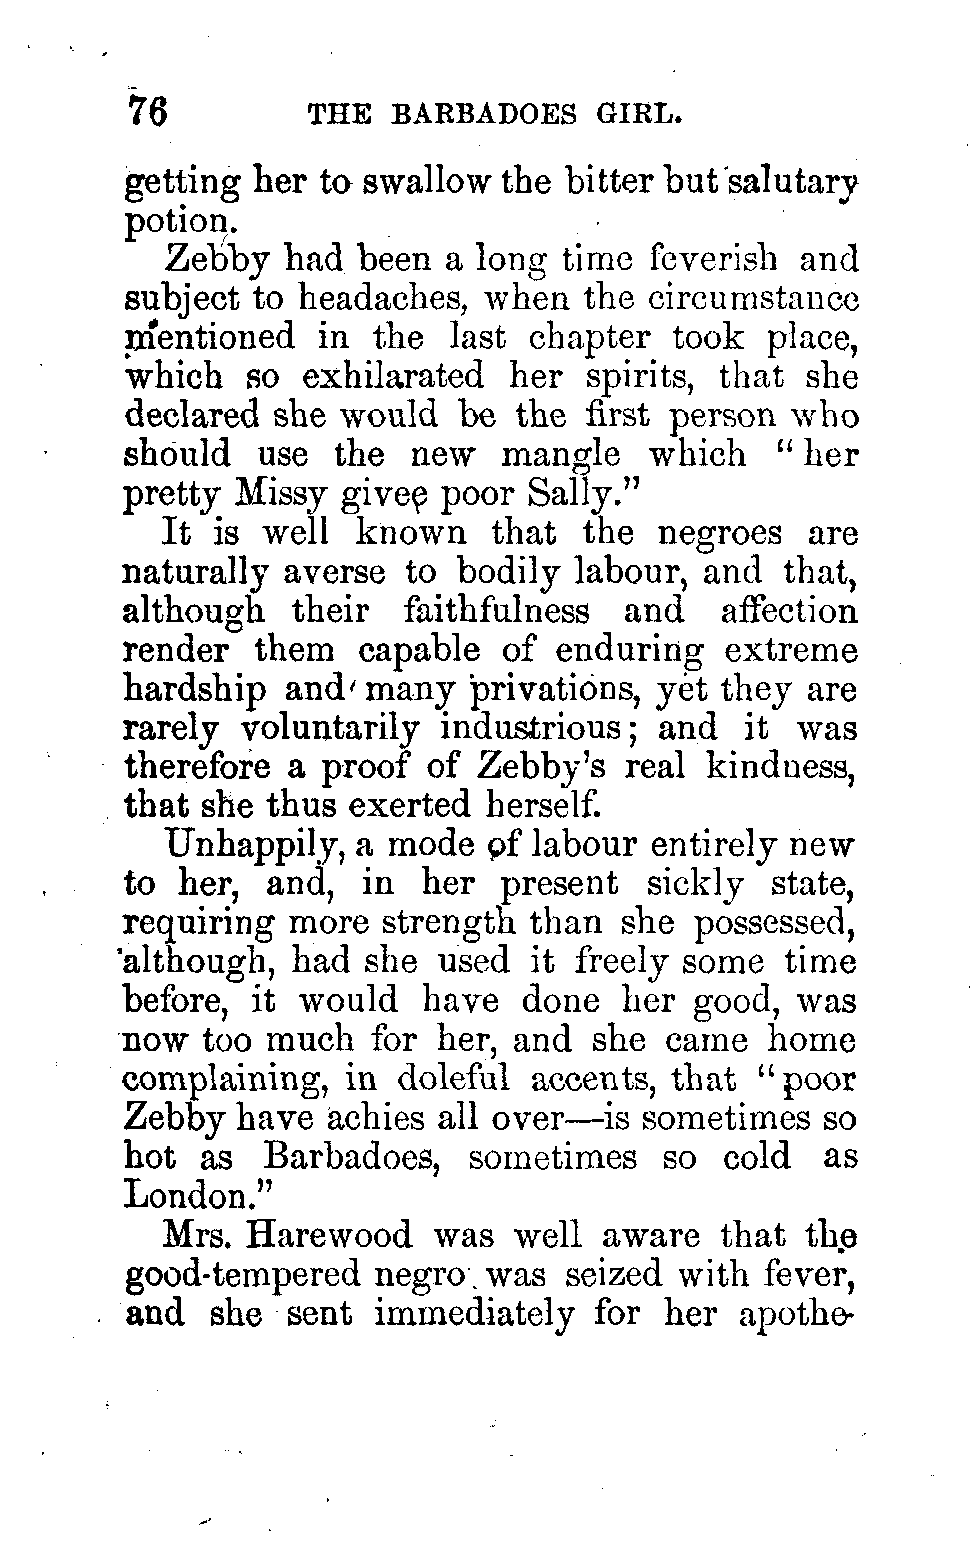 76 THE BARBADOES GIRL.
getting her to swallow the bitter but salutary
potion.
Zebby had been a long time feverish and
subject to headaches, when the circumstance
mentioned in the last chapter took place,
which so exhilarated her spirits, that she
declared she would be the first person who
should use the new mangle which "her
pretty Missy givee poor Sally."
It is well known that the negroes are
naturally averse to bodily labour, and that,
although their faithfulness and affection
render them capable of enduring extreme
hardship and many privations, yet they are
rarely voluntarily industrious; and it was
therefore a proof of Zebby's real kindness,
that she thus exerted herself.
Unhappily, a mode of labour entirely new
to her, and, in her present sickly state,
requiring more strength than she possessed,
although, had she used it freely some time
before, it would have done her good, was
now too much for her, and she came home
complaining, in doleful accents, that "poor
Zebby have achies all over—is sometimes so
hot as Barbadoes, sometimes so cold as
London."
Mrs. Harewood was well aware that the
good-tempered negro was seized with fever,
and she sent immediately for her apothe-